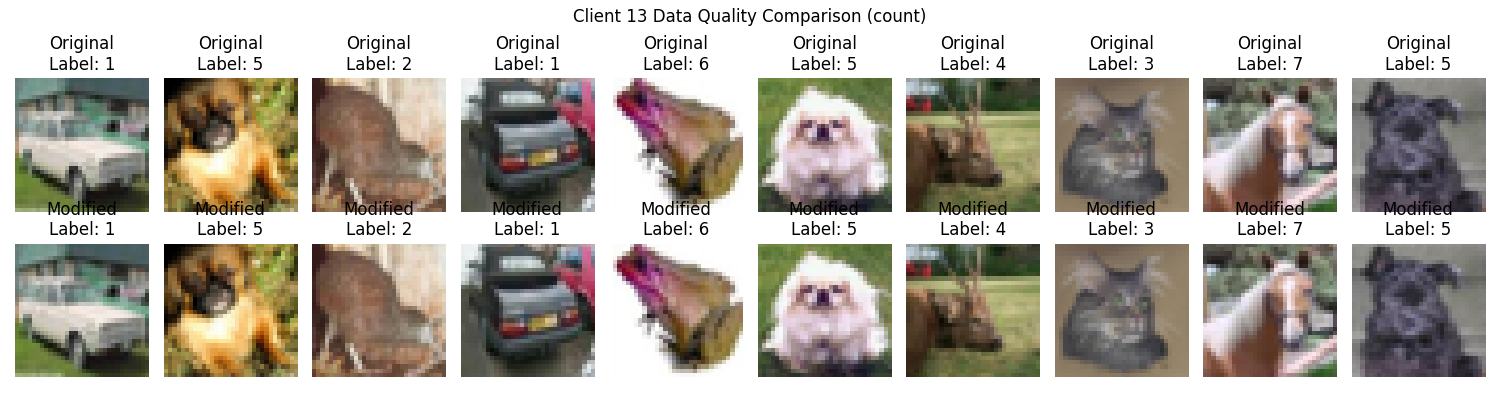 Client 13 Data Quality Comparison (count)
Original Original Original Original Original Original Original Original Original Original
Label: 1 Label: 5 Label: 2 Label: 1 Label: 6 Label: 5 Label: 4 Label: 3 Label: 7 Label: 5
Modified Modified Modified Modified Modified Modified Modified Modified Modified Modified
Label: 1 Label: 5 Label: 2 Label: 1 Label: 6 Label: 5 Label: 4 Label: 3 Label: 7 Label: 5